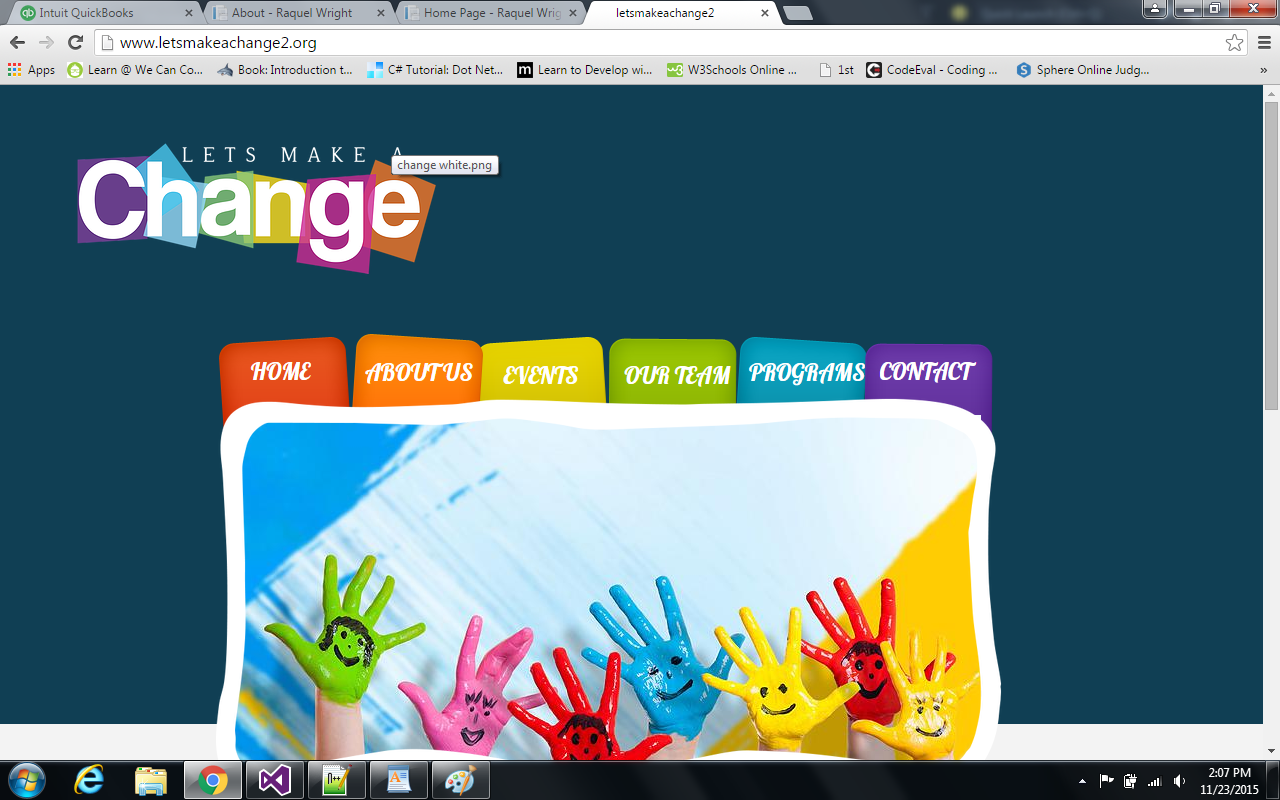 Intuit QuickBooks
About - Raquel Wright
Home Page - Raquel Wrig
letsmakeachange2
www.letsmakeachange2.org
Apps
Learn @ We Can Co...
Book: Introduction t...
C# Tutorial: Dot Net...
Learn to Develop wi...
W3Schools Online ...
1st
CodeEval - Coding ...
Sphere Online Judg...
»
LETS MAKE A
change white.png
Change
HOME
ABOUT US
EVENTS
OUR TEAM
PROGRAMS
CONTACT
2:07 PM
11/23/2015